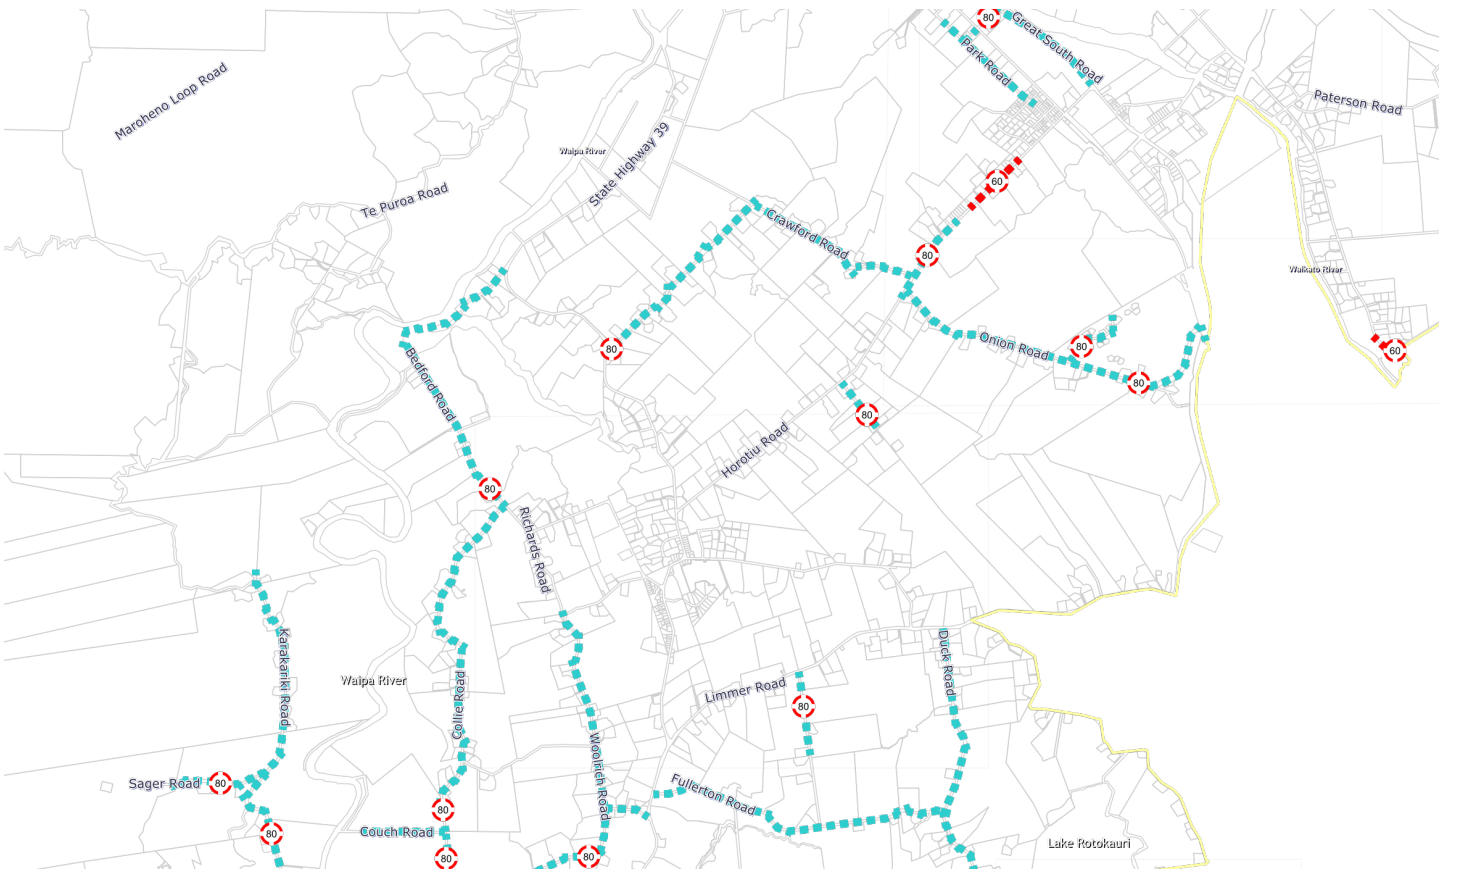 80
Great South Road
Park Road
Maroheno Loop Road
Paterson Road
Waipa River
State Highway 39
60
Te Puroa Road
Crawford Road
80
Waikato River
Onion Road
80
80
60
Bedford Road
80
80
Horotiu Road
80
Richards Road
Karakariki Road
Duck Road
Waipa River
Collie Road
Limmer Road
80
Woolrich Road
Sager Road
80
Fullerton Road
80
80
Couch Road
Lake Rotokauri
80
80